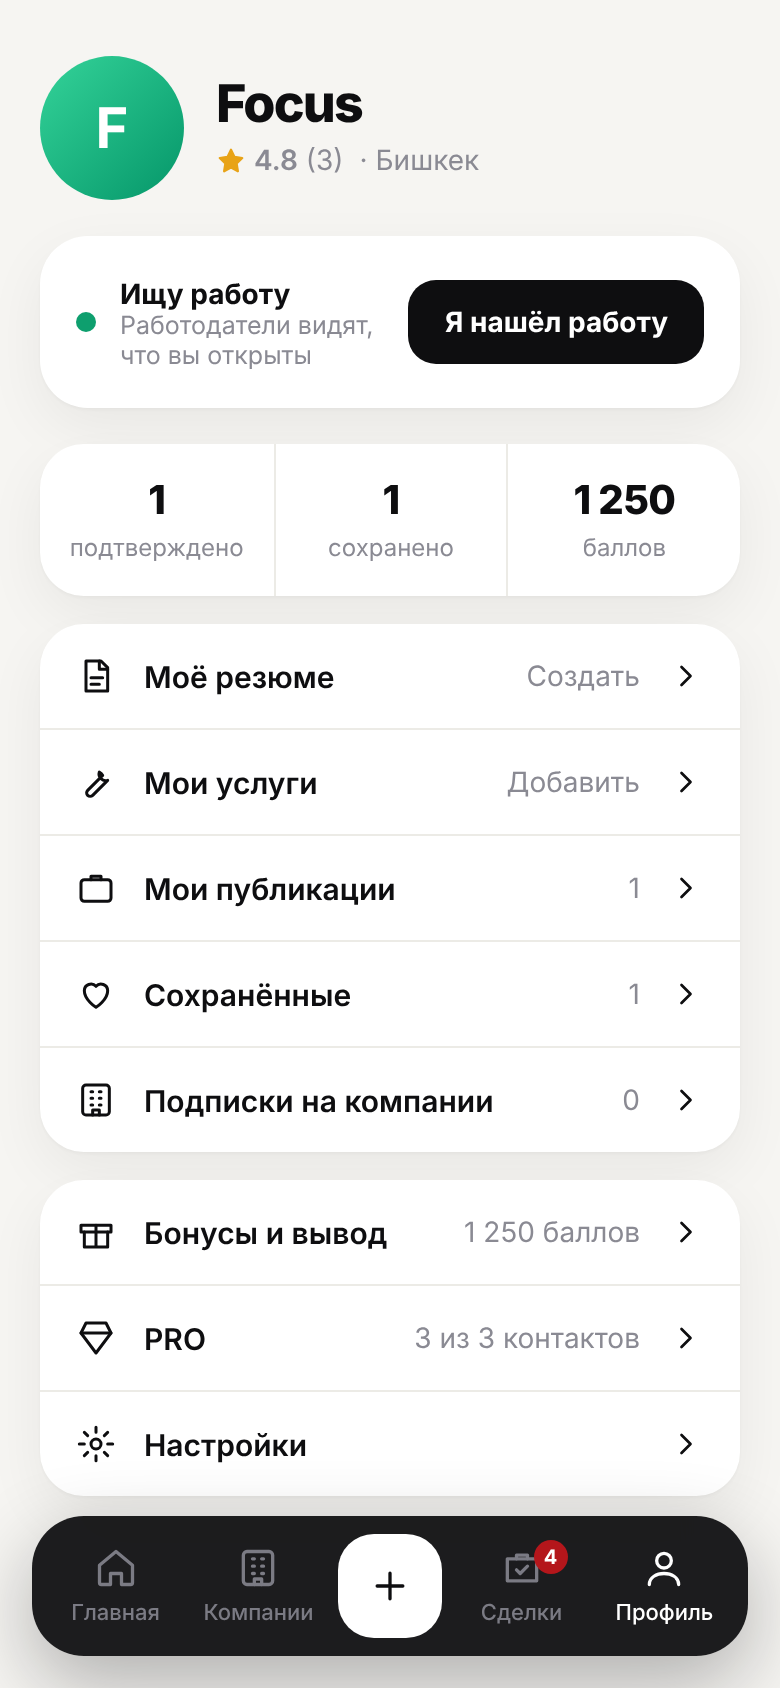 F
Focus
4.8 (3) · Бишкек
Ищу работу
Работодатели видят,
что вы открыты
Я нашёл работу
1
подтверждено
1
сохранено
1 250
баллов
Моё резюме
Создать
Мои услуги
Добавить
Мои публикации
1
Сохранённые
1
Подписки на компании
0
Бонусы и вывод
1 250 баллов
PRO
3 из 3 контактов
Настройки
Главная
Компании
4
Сделки
Профиль